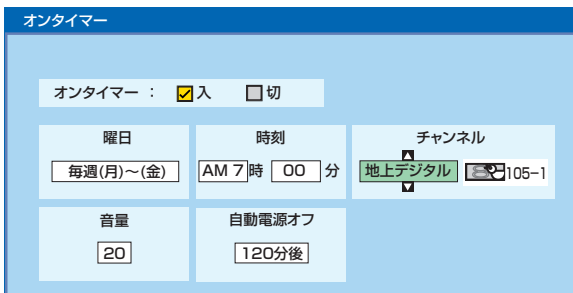 オンタイマー
オンタイマー : 入 切
曜日
毎週(月)~(金)
時刻
AM 7時 00 分
チャンネル
地上デジタル 105-1
音量
20
自動電源オフ
120分後